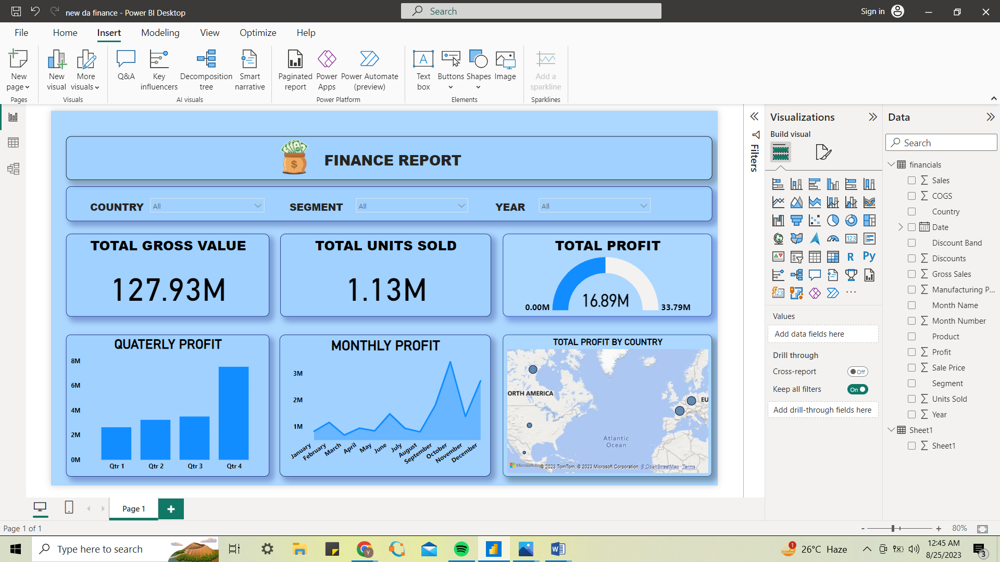 new da finance - Power BI Desktop
Search
Sign in
File Home Insert Modeling View Optimize Help
New page
New visual
More visuals
Q&A
Key influencers
Decomposition tree
Smart narrative
Paginated report
Power Apps
Power Automate (preview)
Text box
Buttons
Shapes
Image
Add a sparkline
Pages
Visuals
AI visuals
Power Platform
Elements
Sparklines
FINANCE REPORT
COUNTRY All SEGMENT All YEAR All
TOTAL GROSS VALUE
127.93M
TOTAL UNITS SOLD
1.13M
TOTAL PROFIT
16.89M
0.00M
33.79M
QUATERLY PROFIT
8M
6M
4M
2M
0M
Qtr 1 Qtr 2 Qtr 3 Qtr 4
MONTHLY PROFIT
3M
2M
1M
January February March April May June July August September October November December
TOTAL PROFIT BY COUNTRY
ORTH AMERICA
EU
Atlantic
Ocean
Microsoft Bin
© 2023 TomTom, © 2023 Microsoft Corporation, © OpenStreetMap Terms
Filters
Visualizations
Build visual
123
R
Py
123
Values
Add data fields here
Drill through
Cross-report
Off
Keep all filters
On
Add drill-through fields here
Data
Search
financials
Sales
COGS
Country
Date
Discount Band
Discounts
Gross Sales
Manufacturing P...
Month Name
Month Number
Product
Profit
Sale Price
Segment
Units Sold
Year
Sheet1
Sheet1
Page 1
Page 1 of 1
80%
Type here to search
1
26°C Haze
12:45 AM
8/25/2023
3